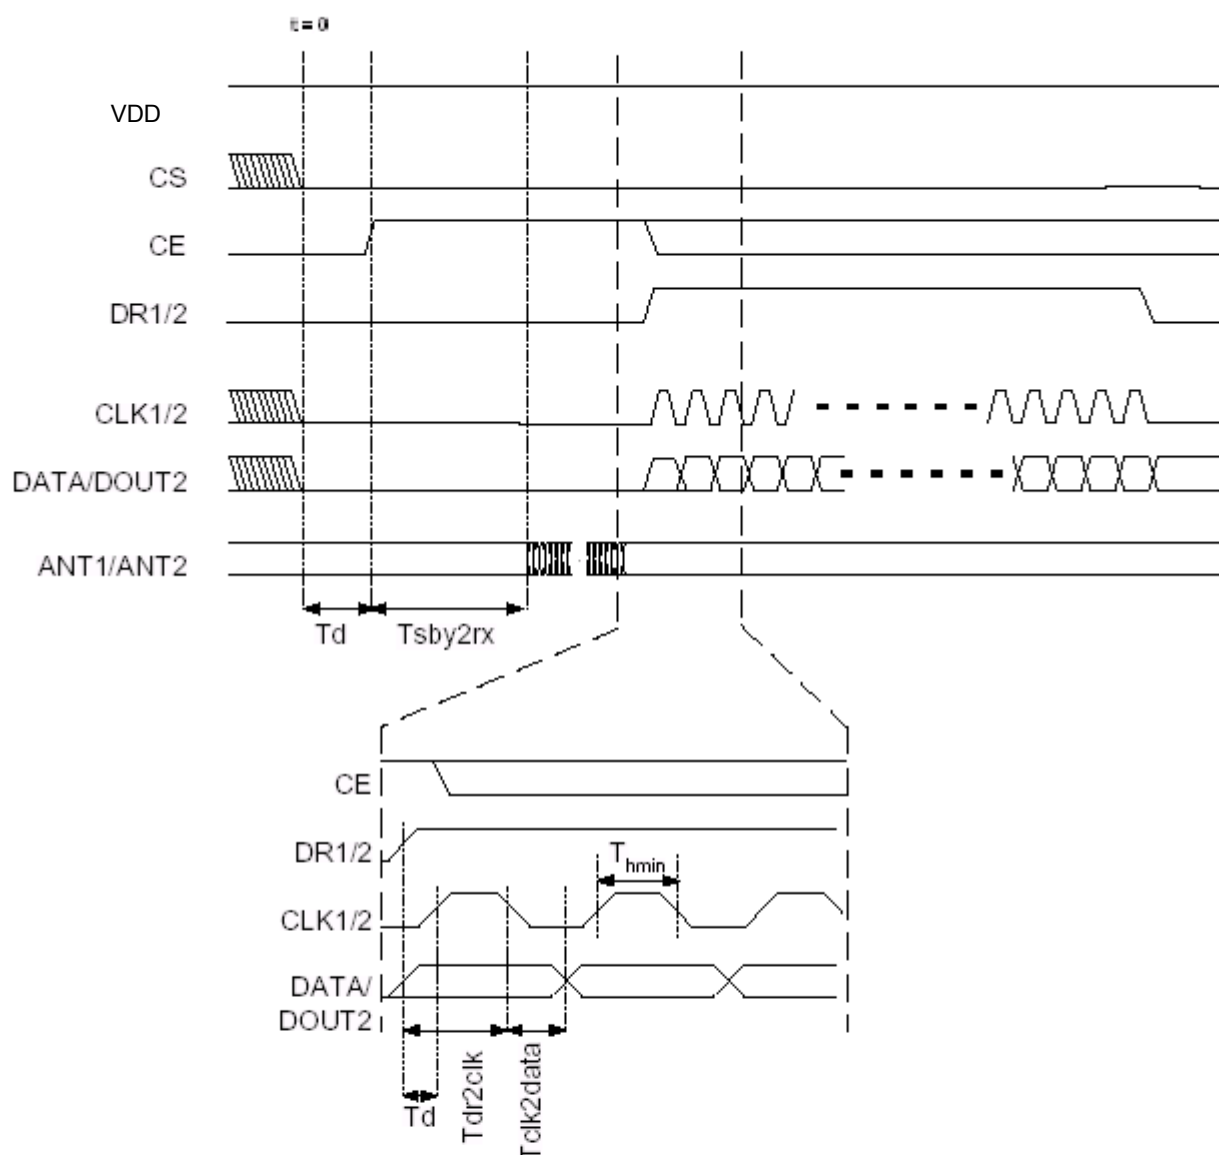 t = 0
VDD
CS
CE
DR1/2
CLK1/2
DATA/DOUT2
ANT1/ANT2
Td
Tsby2rx
CE
DR1/2
Thmin
CLK1/2
DATA/
DOUT2
Td
Tdr2clk
Tclk2data